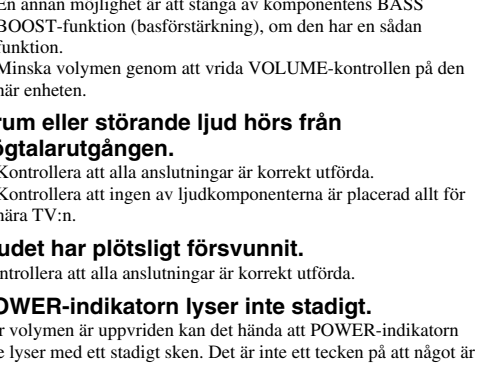 En annan möjlighet är att stänga av komponentens BASS
BOOST-funktion (basförstärkning), om den har en sådan
funktion.
Minska volymen genom att vrida VOLUME-kontrollen på den
här enheten.
rum eller störande ljud hörs från
ögtalarutgången.
Kontrollera att alla anslutningar är korrekt utförda.
Kontrollera att ingen av ljudkomponenterna är placerad allt för
nära TV:n.
udet har plötsligt försvunnit.
ntrollera att alla anslutningar är korrekt utförda.
OWER-indikatorn lyser inte stadigt.
r volymen är uppvriden kan det hända att POWER-indikatorn
e lyser med ett stadigt sken. Det är inte ett tecken på att något är